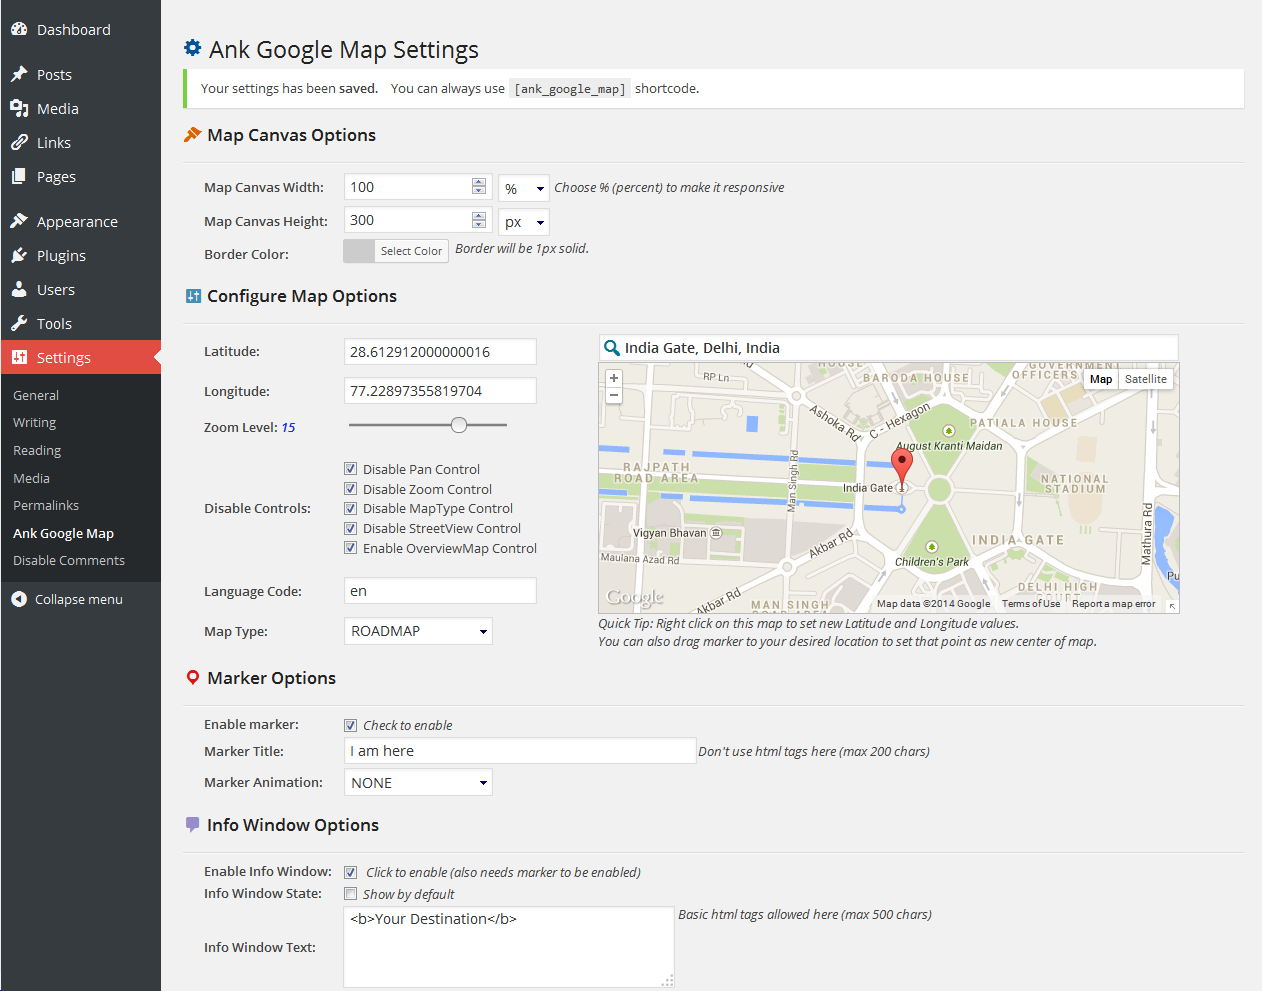 Dashboard
Posts
Media
Links
Pages
Appearance
Plugins
Users
Tools
Settings
General
Writing
Reading
Media
Permalinks
Ank Google Map
Disable Comments
Collapse menu
Ank Google Map Settings
Your settings has been saved. You can always use [ank_google_map] shortcode.
Map Canvas Options
Map Canvas Width: 100 % Choose % (percent) to make it responsive
Map Canvas Height: 300 px
Border Color: Select Color Border will be 1px solid.
Configure Map Options
Latitude: 28.612912000000016
Longitude: 77.22897355819704
Zoom Level: 15
Disable Controls:
Disable Pan Control
Disable Zoom Control
Disable MapType Control
Disable StreetView Control
Enable OverviewMap Control
Language Code: en
Map Type: ROADMAP
India Gate, Delhi, India
+
−
Map Satellite
RP Ln
HOUSE
BARODA HOUSE
GOVERNMENT
OFFICERS
Ashoka Rd
C - Hexagon
PATIALA HOUSE
August Kranti Maidan
RAJPATH
ROAD AREA
Man Singh Rd
India Gate
NATIONAL
STADIUM
Vigyan Bhavan
Akbar Rd
INDIA GATE
Mathura Rd
Maulana Azad Rd
Children's Park
Pu
DELHI HIGH
COURT
Akbar Rd
MAN SINGH
ROAD AREA
Google
Map data ©2014 Google Terms of Use Report a map error
Quick Tip: Right click on this map to set new Latitude and Longitude values.
You can also drag marker to your desired location to set that point as new center of map.
Marker Options
Enable marker: Check to enable
Marker Title: I am here Don't use html tags here (max 200 chars)
Marker Animation: NONE
Info Window Options
Enable Info Window: Click to enable (also needs marker to be enabled)
Info Window State: Show by default
Info Window Text: <b>Your Destination</b> Basic html tags allowed here (max 500 chars)